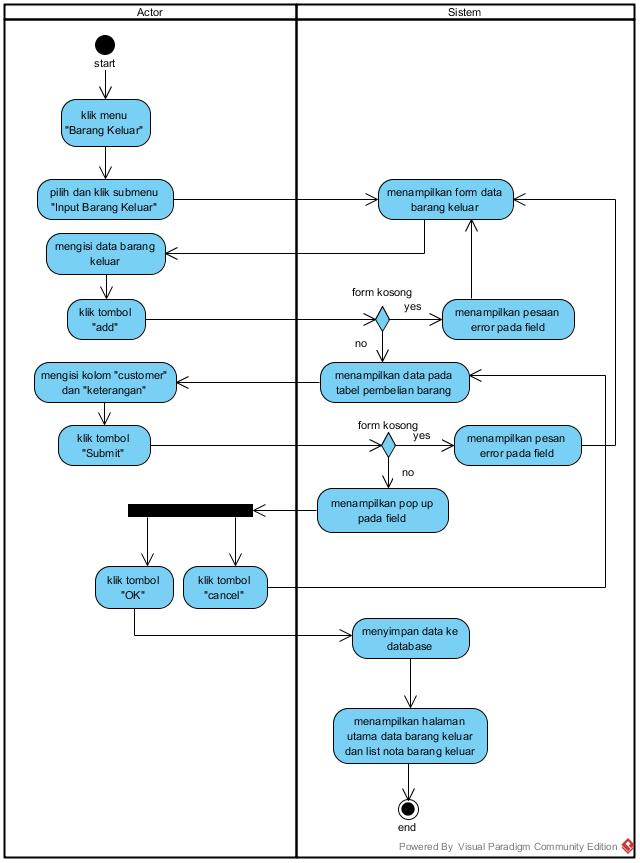 Actor
Sistem
start
klik menu
"Barang Keluar"
pilih dan klik submenu
"Input Barang Keluar"
menampilkan form data
barang keluar
mengisi data barang
keluar
klik tombol
"add"
form kosong
yes
no
menampilkan pesaan
error pada field
menampilkan data pada
tabel pembelian barang
mengisi kolom "customer"
dan "keterangan"
klik tombol
"Submit"
form kosong
yes
no
menampilkan pesan
error pada field
menampilkan pop up
pada field
klik tombol
"OK"
klik tombol
"cancel"
menyimpan data ke
database
menampilkan halaman
utama data barang keluar
dan list nota barang keluar
end
Powered By Visual Paradigm Community Edition